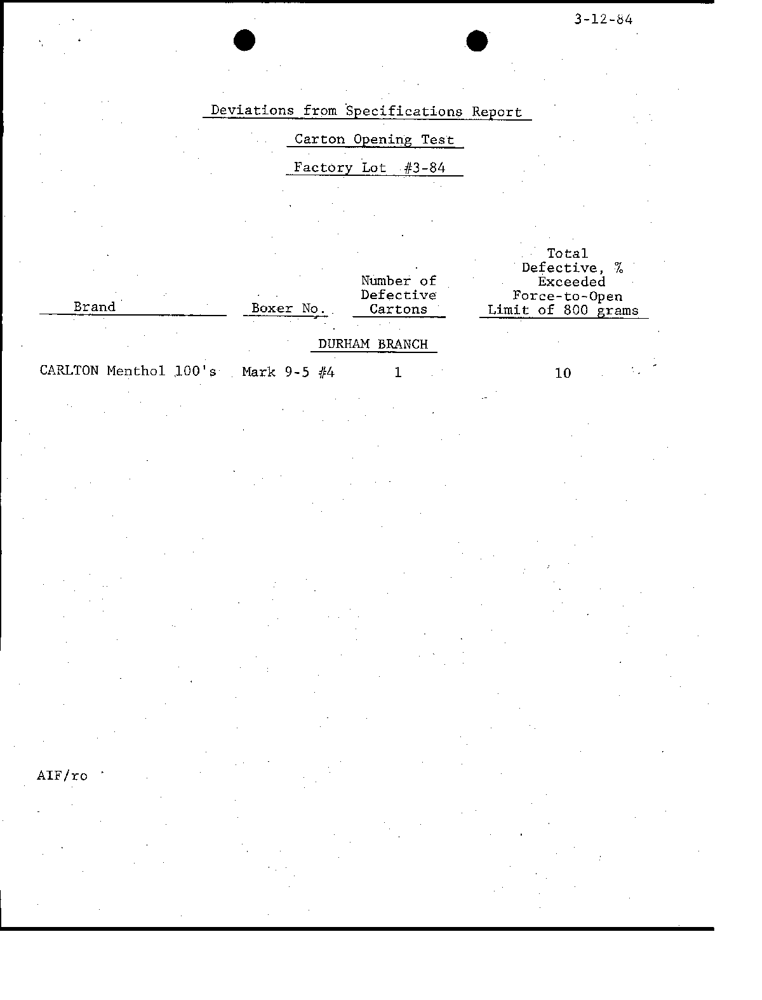 3-12-84
Deviations from Specifications Report
Carton Opening Test
Factory Lot #3-84
Total
Defective, %
Number of Exceeded
Defective Force-to-Open
Brand Boxer No. Cartons Limit of 800 grams
DURHAM BRANCH
CARLTON Menthol 100's Mark 9-5 #4 1 10
AIF/ro